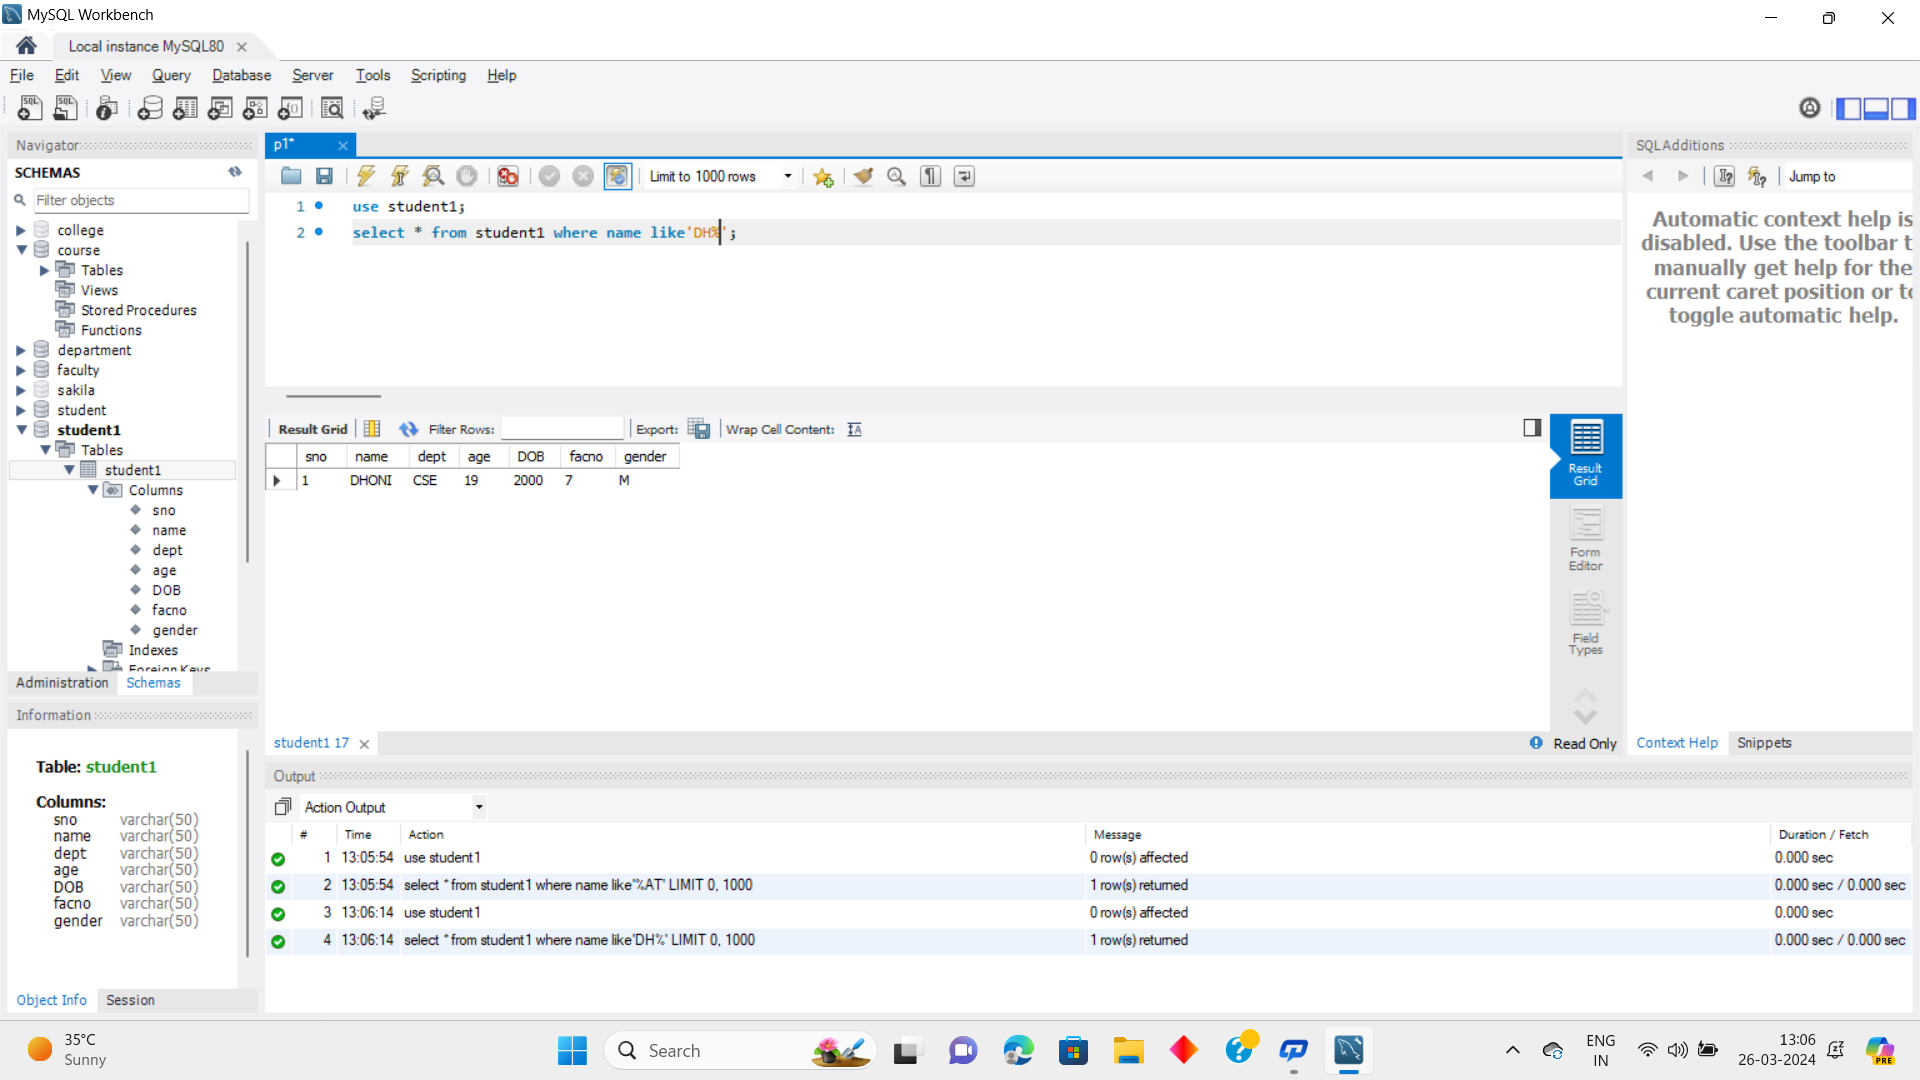 MySQL Workbench
Local instance MySQL80
File Edit View Query Database Server Tools Scripting Help
Navigator
SCHEMAS
Filter objects
college
course
Tables
Views
Stored Procedures
Functions
department
faculty
sakila
student
student1
Tables
student1
Columns
sno
name
dept
age
DOB
facno
gender
Indexes
Foreign Keys
Administration Schemas
Information
Table: student1
Columns:
sno varchar(50)
name varchar(50)
dept varchar(50)
age varchar(50)
DOB varchar(50)
facno varchar(50)
gender varchar(50)
Object Info Session
p1*
Limit to 1000 rows
1 use student1;
2 select * from student1 where name like'DH%';
Result Grid Filter Rows: Export: Wrap Cell Content:
sno name dept age DOB facno gender
1 DHONI CSE 19 2000 7 M
Result
Grid
Form
Editor
Field
Types
student1 17
Read Only
SQLAdditions
Jump to
Automatic context help is
disabled. Use the toolbar t
manually get help for the
current caret position or to
toggle automatic help.
Context Help Snippets
Output
Action Output
# Time Action Message Duration / Fetch
1 13:05:54 use student1 0 row(s) affected 0.000 sec
2 13:05:54 select * from student1 where name like'%AT' LIMIT 0, 1000 1 row(s) returned 0.000 sec / 0.000 sec
3 13:06:14 use student1 0 row(s) affected 0.000 sec
4 13:06:14 select * from student1 where name like'DH%' LIMIT 0, 1000 1 row(s) returned 0.000 sec / 0.000 sec
35°C
Sunny
Search
ENG
IN
13:06
26-03-2024
PRE